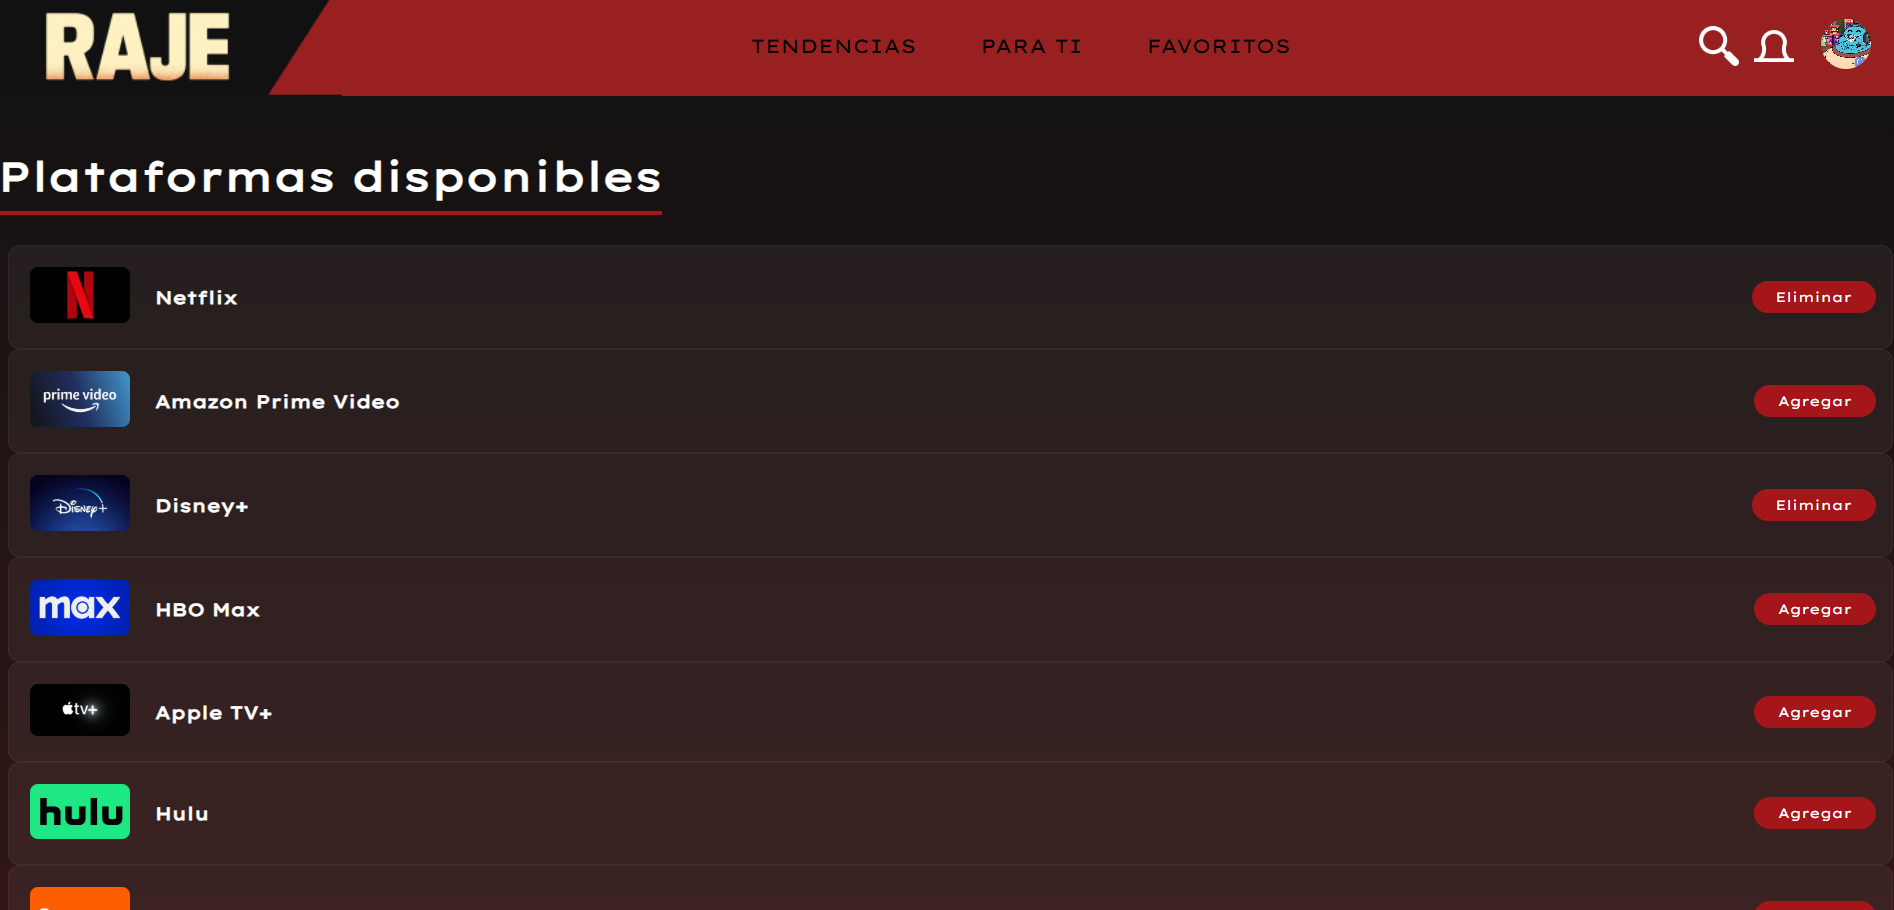 RAJE
TENDENCIAS PARA TI FAVORITOS
Plataformas disponibles
Netflix Eliminar
prime video Amazon Prime Video Agregar
Disney+ Disney+ Eliminar
max HBO Max Agregar
tv+ Apple TV+ Agregar
hulu Hulu Agregar